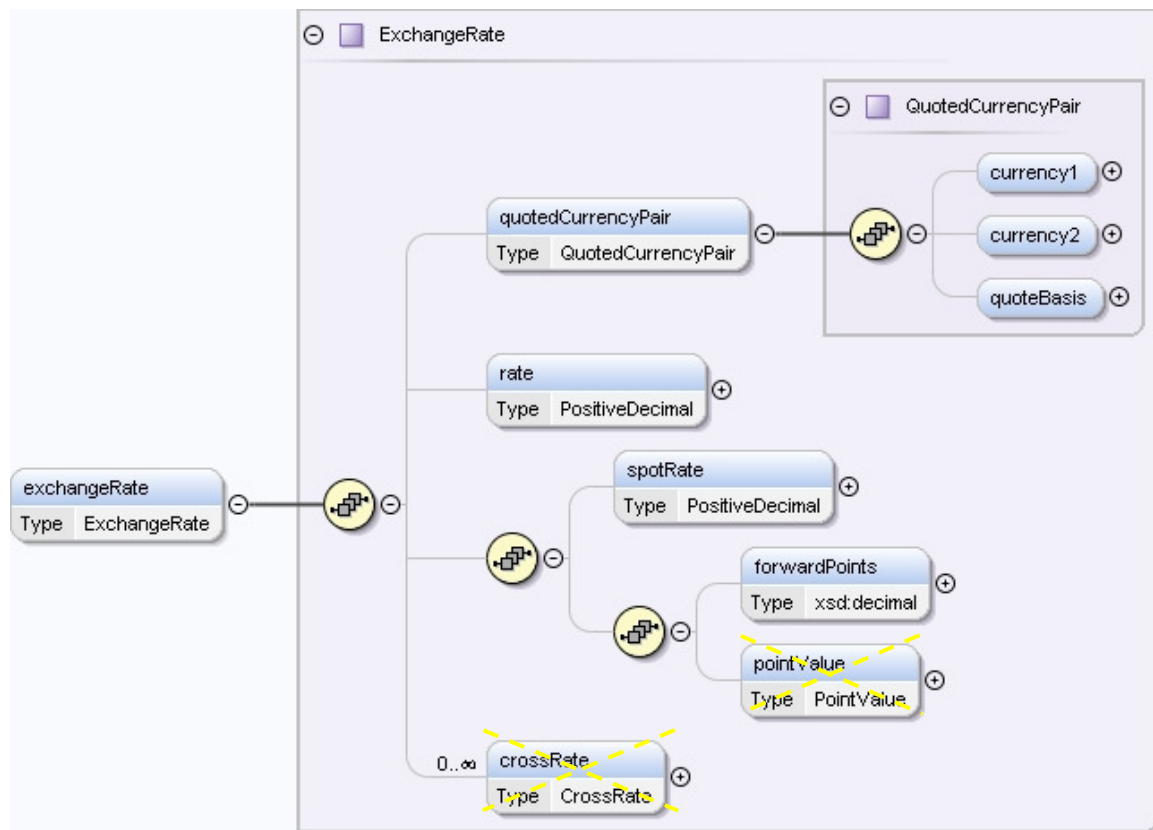 ExchangeRate
QuotedCurrencyPair
currency1
quotedCurrencyPair
Type QuotedCurrencyPair
currency2
quoteBasis
rate
Type PositiveDecimal
spotRate
Type PositiveDecimal
exchangeRate
Type ExchangeRate
forwardPoints
Type xsd:decimal
pointValue
Type PointValue
0..∞
crossRate
Type CrossRate